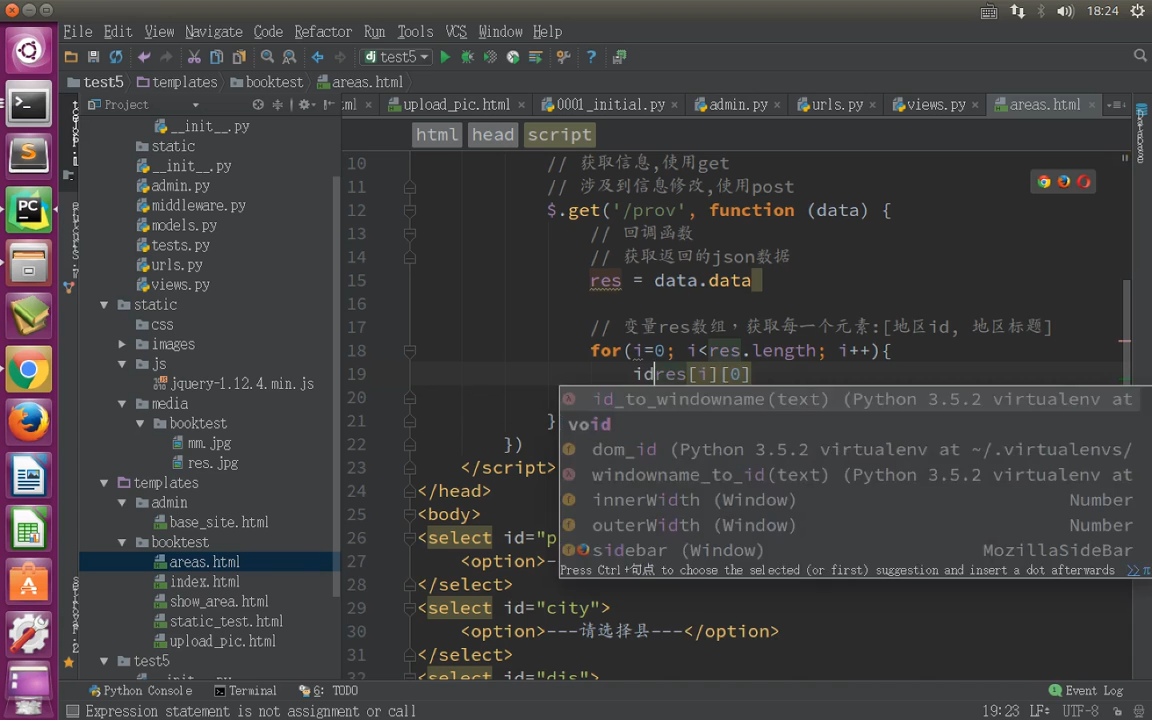 18:24
File Edit View Navigate Code Refactor Run Tools VCS Window Help
dj test5
test5 templates booktest areas.html
Project
ml upload_pic.html 0001_initial.py admin.py urls.py views.py areas.html
__init__.py
static
__init__.py
admin.py
middleware.py
models.py
tests.py
urls.py
views.py
static
css
images
js
jquery-1.12.4.min.js
media
booktest
mm.jpg
res.jpg
templates
admin
base_site.html
booktest
areas.html
index.html
show_area.html
static_test.html
upload_pic.html
test5
__init__.py
html head script
10 // 获取信息,使用get
11 // 涉及到信息修改,使用post
12 $.get('/prov', function (data) {
13 // 回调函数
14 // 获取返回的json数据
15 res = data.data
16
17 // 变量res数组，获取每一个元素:[地区id, 地区标题]
18 for(i=0; i<res.length; i++){
19 idres[i][0]
20
21 }
22 })
23 </script>
24 </head>
25 <body>
26 <select id="p
27 <option>-
28 </select>
29 <select id="city">
30 <option>---请选择县---</option>
31 </select>
32 <select id="dis">
id_to_windowname(text) (Python 3.5.2 virtualenv at
void
dom_id (Python 3.5.2 virtualenv at ~/.virtualenvs/
windowname_to_id(text) (Python 3.5.2 virtualenv at
innerWidth (Window) Number
outerWidth (Window) Number
sidebar (Window) MozillaSideBar
Press Ctrl+句点 to choose the selected (or first) suggestion and insert a dot afterwards >> π
Python Console Terminal 6: TODO Event Log
Expression statement is not assignment or call 19:23 LF÷ UTF-8